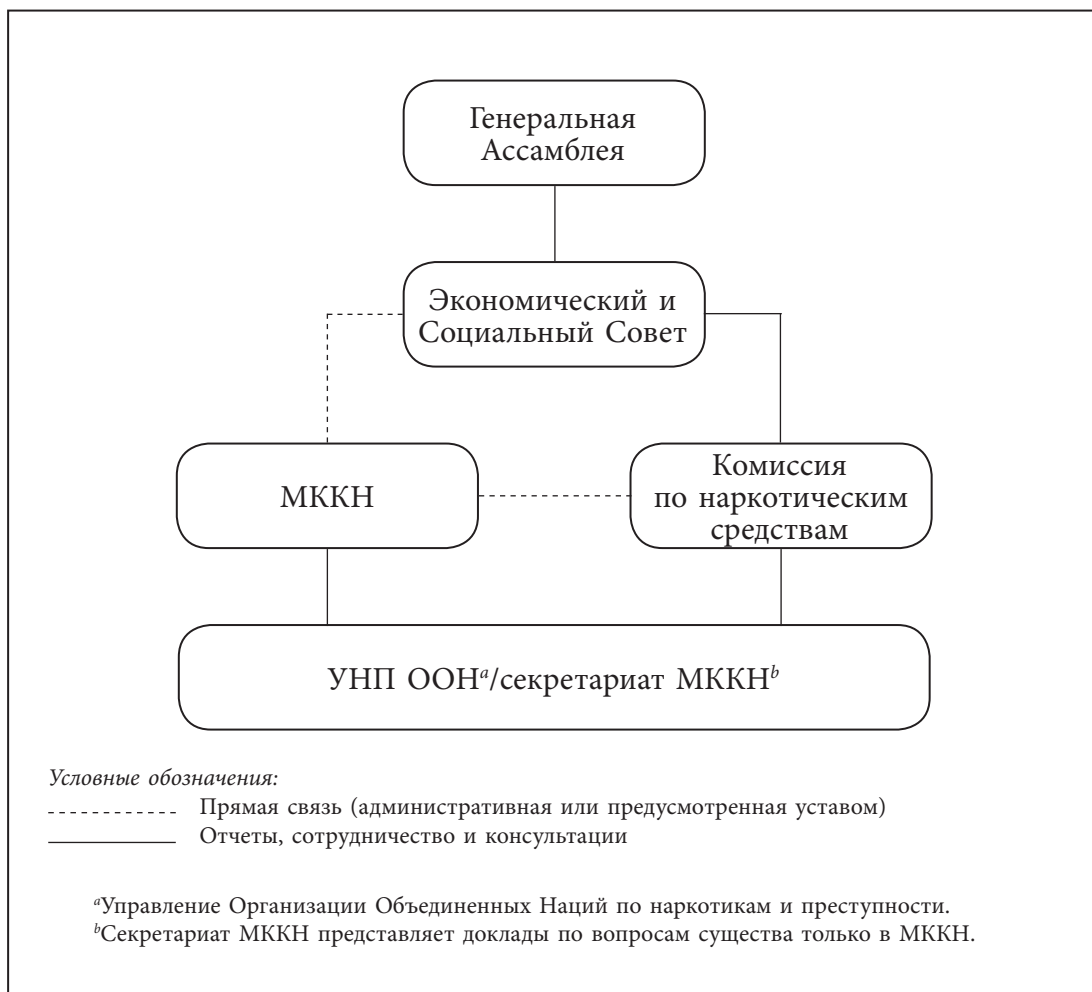 Генеральная
Ассамблея
Экономический и
Социальный Совет
МККН
Комиссия
по наркотическим
средствам
УНП ООНᵃ/секретариат МККНᵇ
Условные обозначения:
Прямая связь (административная или предусмотренная уставом)
Отчеты, сотрудничество и консультации
ᵃУправление Организации Объединенных Наций по наркотикам и преступности.
ᵇСекретариат МККН представляет доклады по вопросам существа только в МККН.